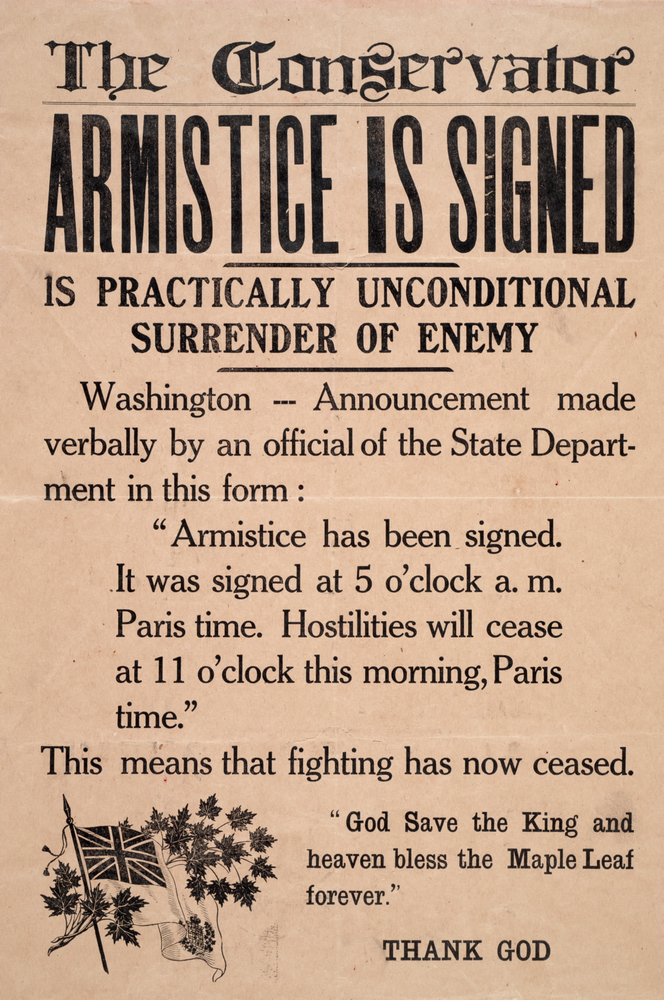 The Conservator
ARMISTICE IS SIGNED
IS PRACTICALLY UNCONDITIONAL
SURRENDER OF ENEMY
Washington --- Announcement made
verbally by an official of the State Depart-
ment in this form :
“Armistice has been signed.
It was signed at 5 o’clock a. m.
Paris time. Hostilities will cease
at 11 o’clock this morning, Paris
time.”
This means that fighting has now ceased.
“God Save the King and
heaven bless the Maple Leaf
forever.”
THANK GOD